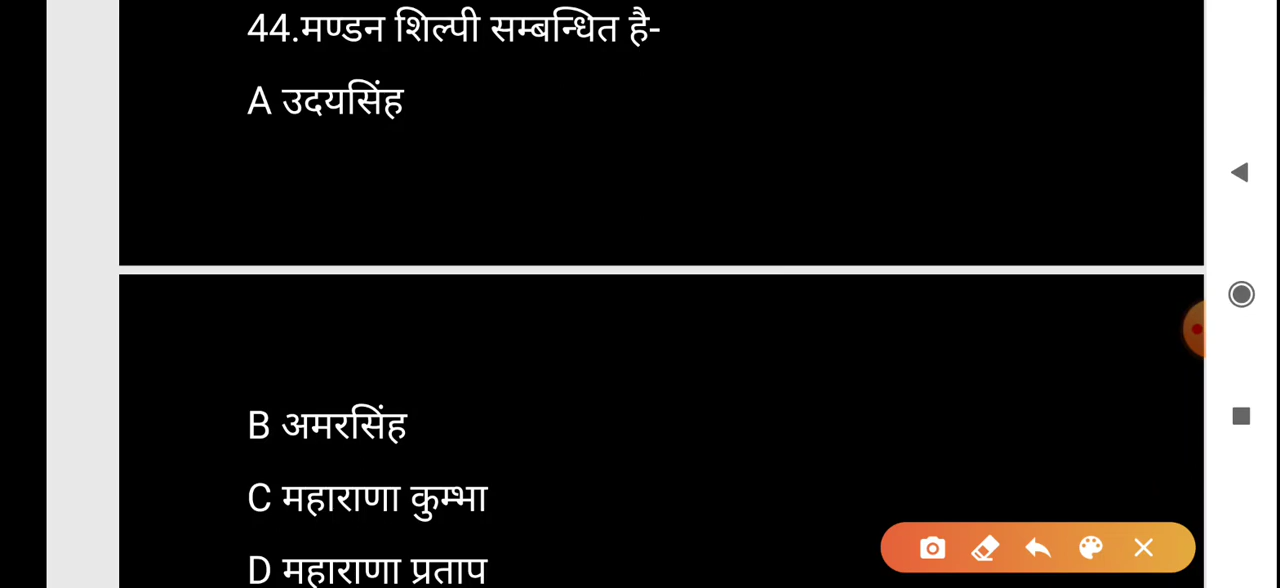 44.मण्डन शिल्पी सम्बन्धित है-
A उदयसिंह
B अमरसिंह
C महाराणा कुम्भा
D महाराणा प्रताप